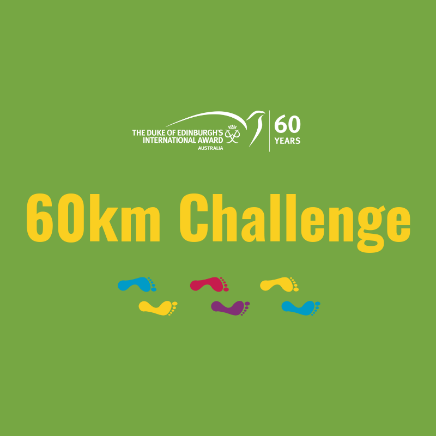 THE DUKE OF EDINBURGH'S
INTERNATIONAL AWARD
AUSTRALIA
60
YEARS
60km Challenge